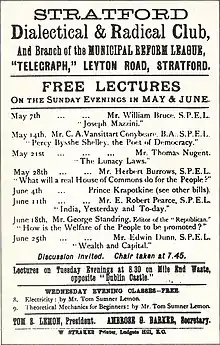 STRATFORD
Dialectical & Radical Club,
And Branch of the MUNICIPAL REFORM LEAGUE,
"TELEGRAPH," LEYTON ROAD, STRATFORD.
FREE LECTURES
ON THE SUNDAY EVENINGS IN MAY & JUNE.
May 7th ... ... Mr. William Bruce. S.P.E.L.
"Joseph Mazzini."
May 14th. Mr. C.A. Vansittart Conybeare. B.A., S.P.E.L.
"Percy Bysshe Shelley, the Poet of Democracy."
May 21st ... ... Mr. Thomas Nugent.
"The Lunacy Laws."
May 28th ... Mr. Herbert Burrows, S.P.E.L.
"What will a real House of Commons do for the People?"
June 4th ... Prince Krapotkine (see other bills).
June 11th ... Mr. E. Robert Pearce, S.P.E.L.
"India, Yesterday and To-day."
June 18th, Mr. George Standring, Editor of the "Republican."
"How is the Welfare of the People to be promoted?"
June 25th ... Mr. Edwin Dunn, S.P.E.L.
"Wealth and Capital."
Discussion invited. Chair taken at 7.45.
Lectures on Tuesday Evenings at 8.30 on Mile End Waste,
opposite "Dublin Castle."
WEDNESDAY EVENING CLASSES—FREE.
8. Electricity: by Mr. Tom Sumner Lemon.
9. Theoretical Mechanics for Beginners: by Mr. Tom Sumner Lemon.
TOM S. LEMON, President. AMBROSE G. BARKER, Secretary.
W STRAKER Printer, Ludgate Hill, E.C.